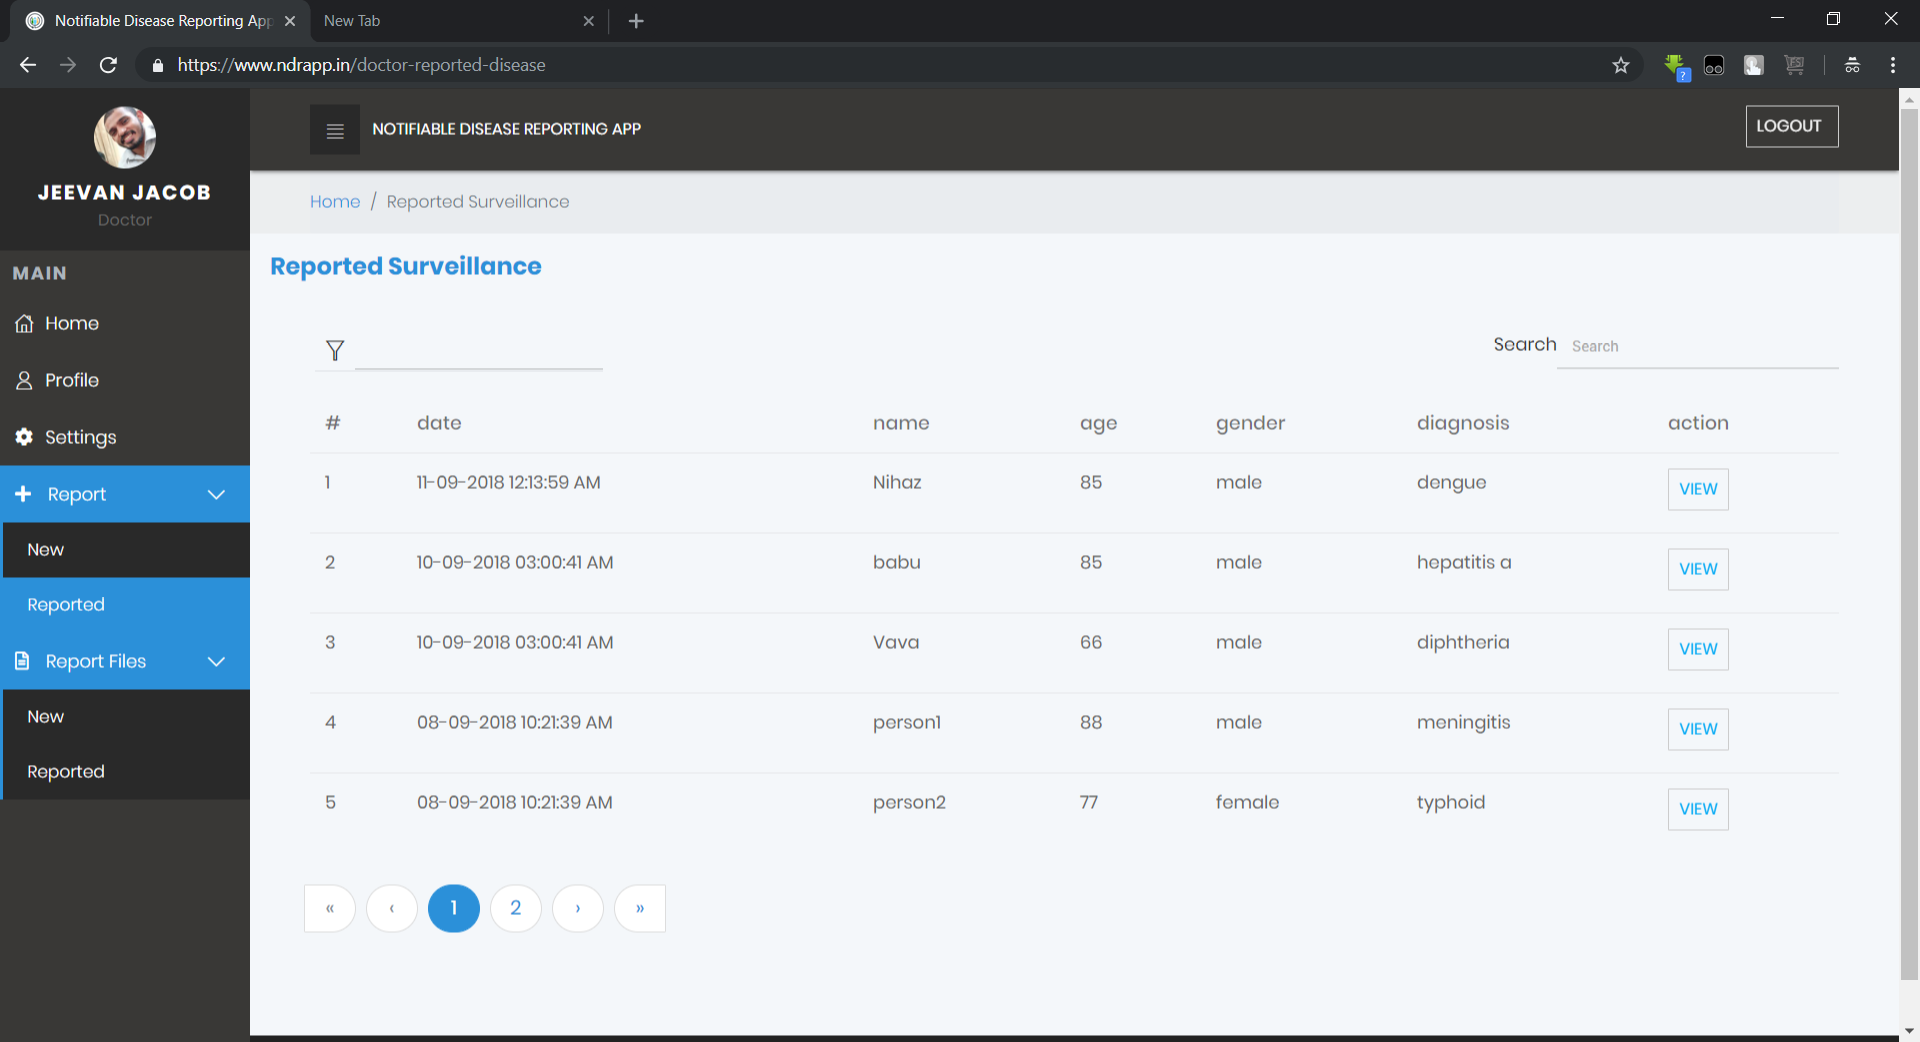 Notifiable Disease Reporting App
New Tab
https://www.ndrapp.in/doctor-reported-disease
JEEVAN JACOB
Doctor
MAIN
Home
Profile
Settings
Report
New
Reported
Report Files
New
Reported
NOTIFIABLE DISEASE REPORTING APP
LOGOUT
Home / Reported Surveillance
Reported Surveillance
Search Search
# date name age gender diagnosis action
1 11-09-2018 12:13:59 AM Nihaz 85 male dengue VIEW
2 10-09-2018 03:00:41 AM babu 85 male hepatitis a VIEW
3 10-09-2018 03:00:41 AM Vava 66 male diphtheria VIEW
4 08-09-2018 10:21:39 AM person1 88 male meningitis VIEW
5 08-09-2018 10:21:39 AM person2 77 female typhoid VIEW
« ‹ 1 2 › »